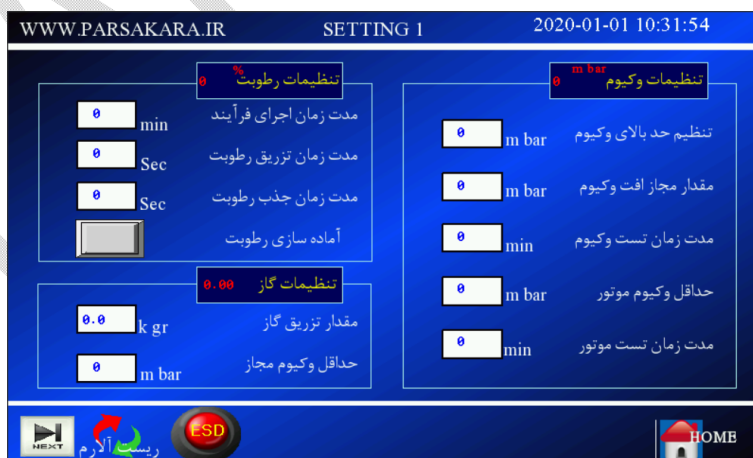 WWW.PARSAKARA.IR SETTING 1 2020-01-01 10:31:54
تنظیمات وکیوم 0 m bar
تنظیم حد بالای وکیوم 0 m bar
مقدار مجاز افت وکیوم 0 m bar
مدت زمان تست وکیوم 0 min
حداقل وکیوم موتور 0 m bar
مدت زمان تست موتور 0 min
تنظیمات رطوبت 0 %
مدت زمان اجرای فرآیند 0 min
مدت زمان تزریق رطوبت 0 Sec
مدت زمان جذب رطوبت 0 Sec
آماده سازی رطوبت
تنظیمات گاز 0.00
مقدار تزریق گاز 0.0 k gr
حداقل وکیوم مجاز 0 m bar
NEXT
ریست آلارم
ESD
HOME